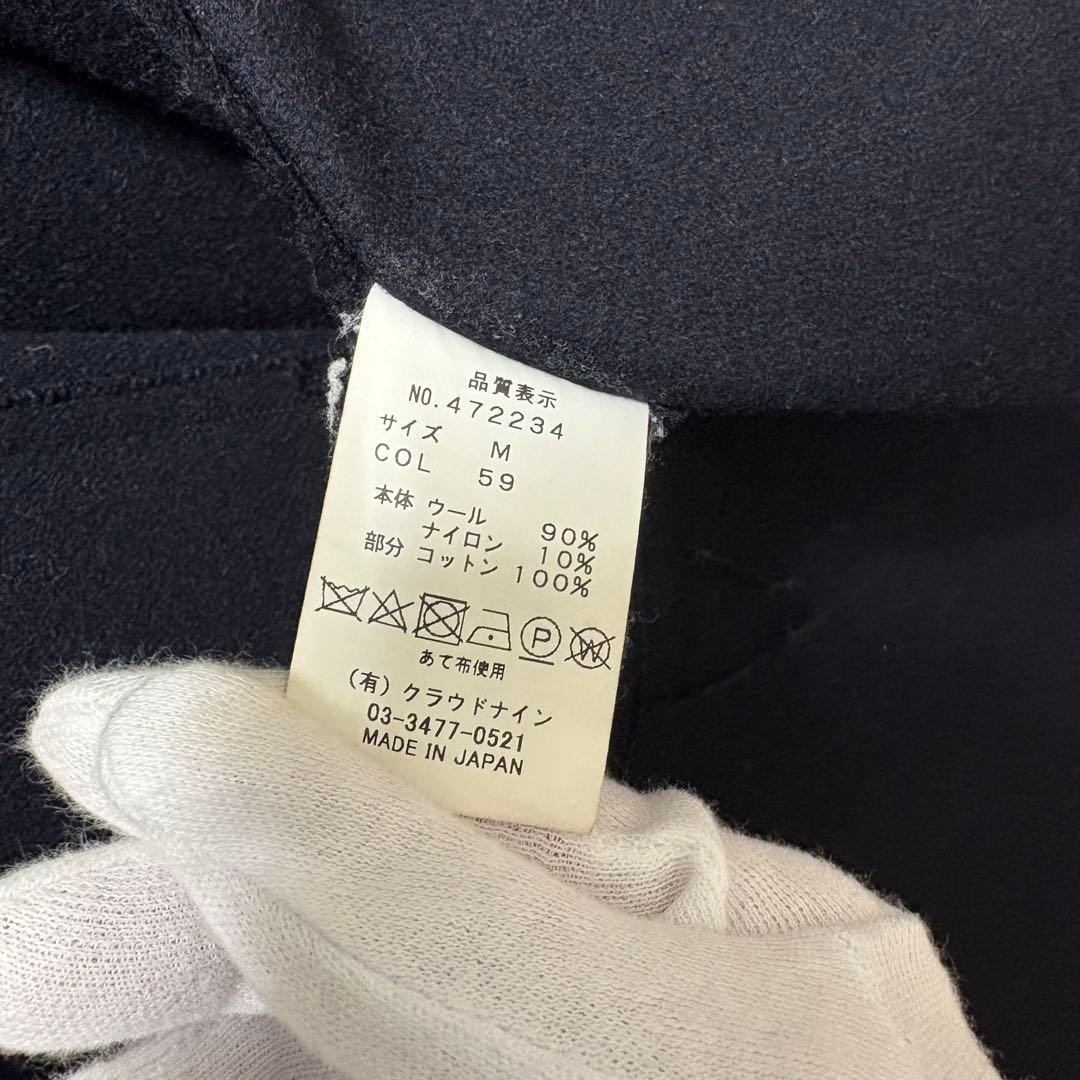 品質表示
NO.472234
サイズ M
COL 59
本体 ウール 90%
ナイロン 10%
部分 コットン 100%
P W
あて布使用
(有) クラウドナイン
03-3477-0521
MADE IN JAPAN